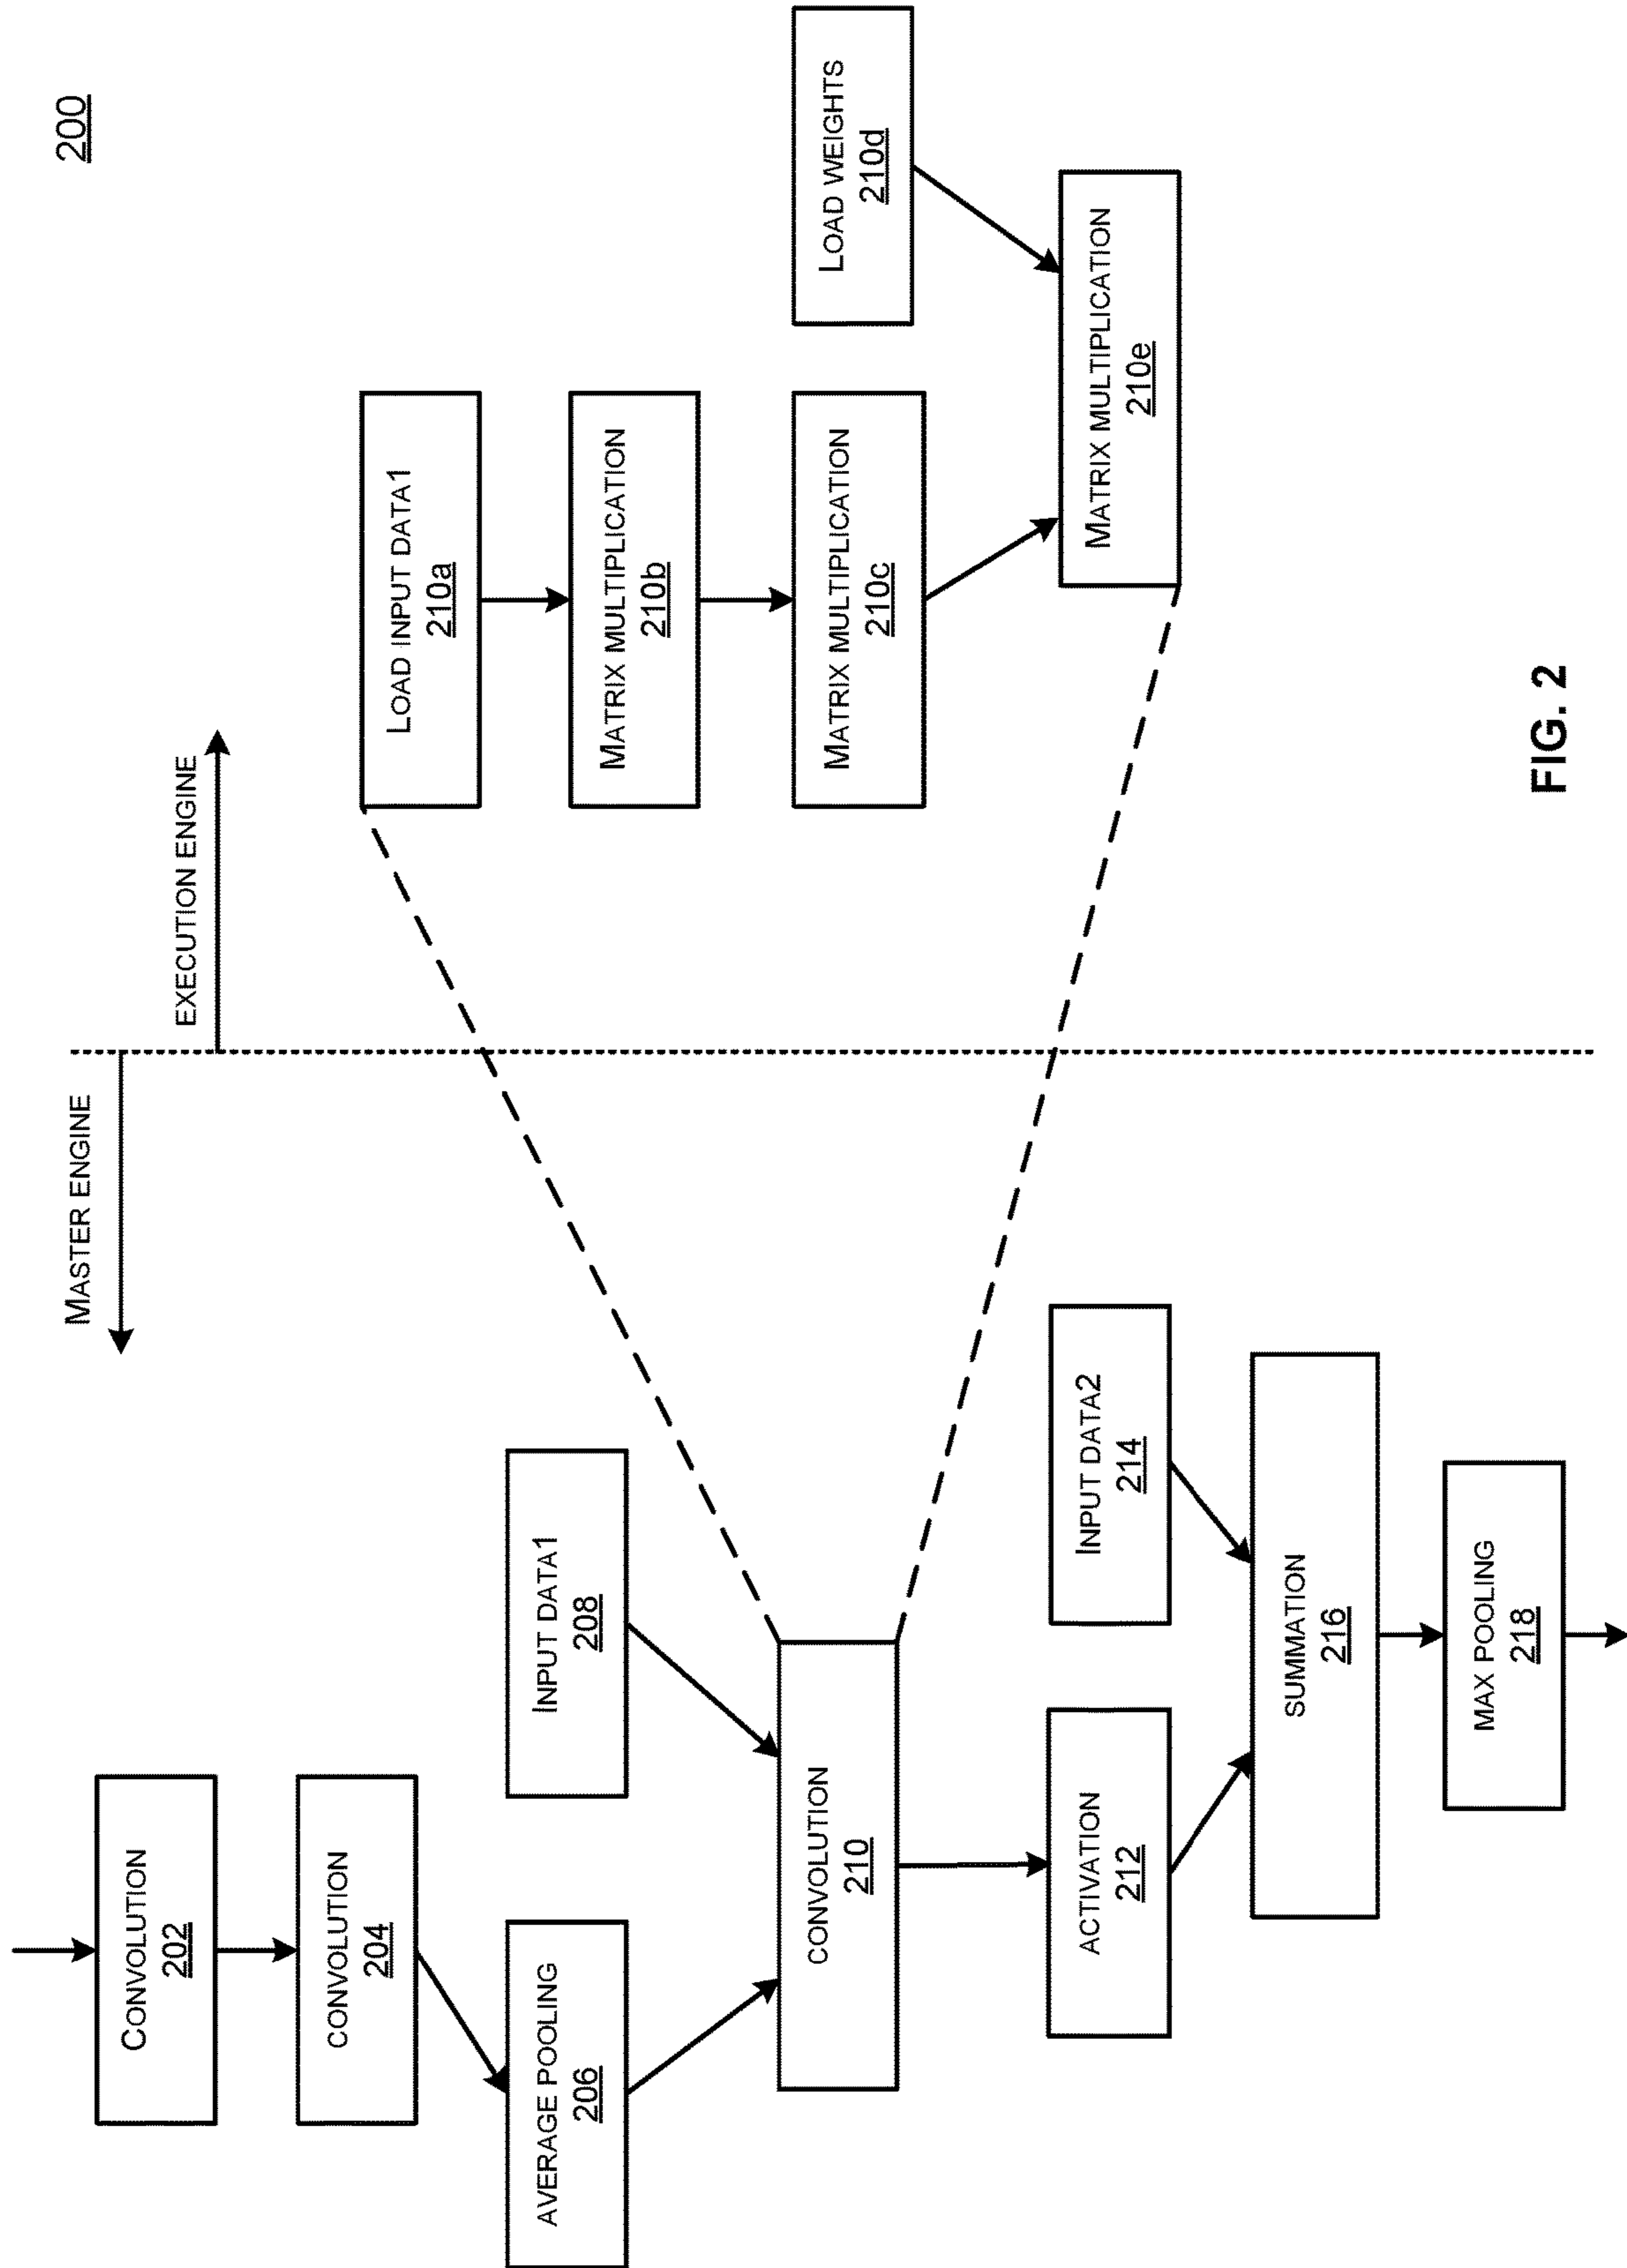 200
MASTER ENGINE
EXECUTION ENGINE
CONVOLUTION
202
CONVOLUTION
204
AVERAGE POOLING
206
INPUT DATA1
208
CONVOLUTION
210
ACTIVATION
212
INPUT DATA2
214
SUMMATION
216
MAX POOLING
218
LOAD INPUT DATA1
210a
MATRIX MULTIPLICATION
210b
MATRIX MULTIPLICATION
210c
LOAD WEIGHTS
210d
MATRIX MULTIPLICATION
210e
FIG. 2